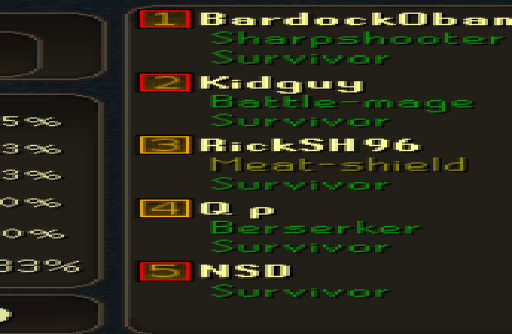 1 BardockObam
Sharpshooter
Survivor
2 Kidguy
Battle-mage
Survivor
3 RickSH96
Meat-shield
Survivor
4 Q p
Berserker
Survivor
5 NSD
Survivor
5%
3%
3%
0%
0%
33%